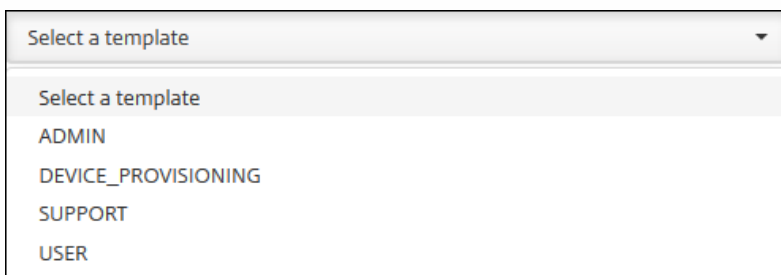 Select a template
Select a template
ADMIN
DEVICE_PROVISIONING
SUPPORT
USER